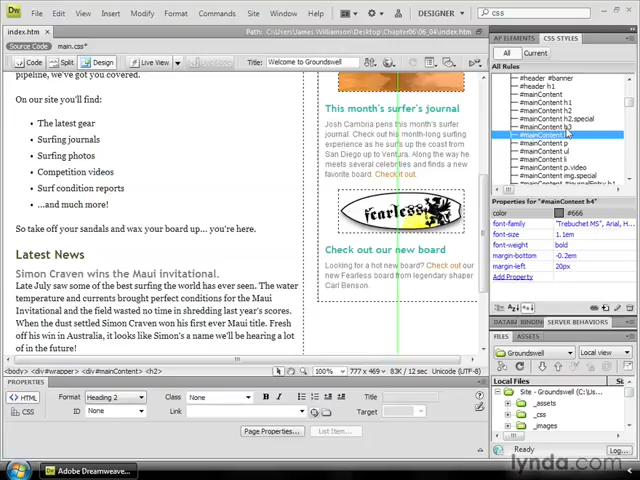 Dw File Edit View Insert Modify Format Commands Site Window Help
DESIGNER
css
index.htm
Path: C:\Users\James Williamson\Desktop\Chapter06\06_04\index.htm
Source Code main.css*
Code Split Design Live View Title: Welcome to Groundswell
pipeline, we've got you covered.
On our site you'll find:
The latest gear
Surfing journals
Surfing photos
Competition videos
Surf condition reports
...and much more!
So take off your sandals and wax your board up... you're here.
Latest News
Simon Craven wins the Maui invitational.
Late July saw some of the best surfing the world has ever seen. The water
temperature and currents brought perfect conditions for the Maui
Invitational and the field wasted no time in shredding last year's scores.
When the dust settled Simon Craven won his first ever Maui title. Fresh
off his win in Australia, it looks like Simon's a name we'll be hearing a lot
of in the future!
This month's surfer's journal
Josh Cambria pens this months surfer
journal. Check out his month-long surfing
experience as he surfs up the coast from
San Diego up to Ventura. Along the way he
meets several celebrities and finds a new
favorite board. Check it out.
fearless
Check out our new board
Looking for a hot new board? Check out
our new Fearless board from legendary shaper
Carl Benson.
<body> <div#wrapper> <div#mainContent> <h2>
100% 777 x 469 83K / 12 sec Unicode (UTF-8)
PROPERTIES
HTML Format Heading 2 Class None B I Title
CSS ID None Link Target
Page Properties... List Item...
AP ELEMENTS CSS STYLES
All Current
All Rules
#header #banner
#header h1
#mainContent
#mainContent h1
#mainContent h2
#mainContent h2.special
#mainContent h3
#mainContent
#mainContent p
#mainContent ul
#mainContent li
#mainContent p.video
#mainContent img.special
Properties for "#mainContent h4"
color #666
font-family "Trebuchet MS", Arial, H...
font-size 1.1em
font-weight bold
margin-bottom -0.2em
margin-left 20px
Add Property
DATABAS BINDING SERVER BEHAVIORS
FILES ASSETS
Groundswell Local view
Local Files
Site - Groundswell (C:\Us...
_assets
_css
_images
Ready Log...
Adobe Dreamweave...
lynda.com